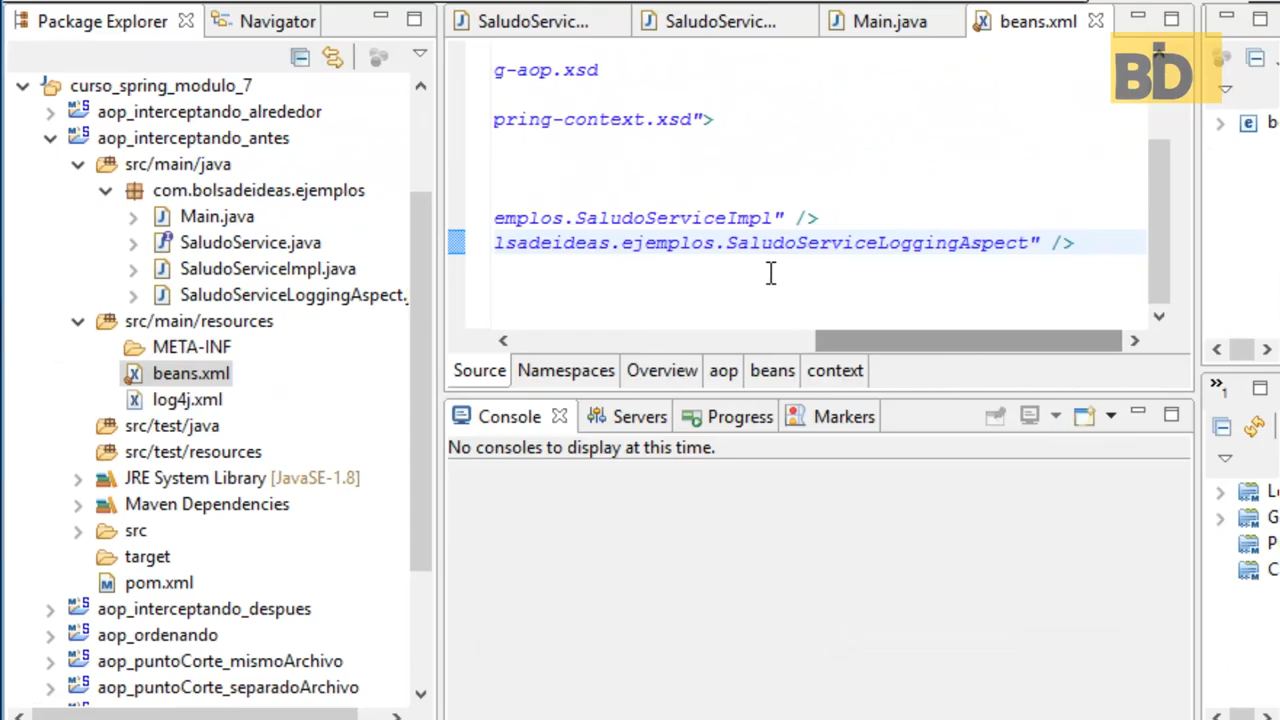 Package Explorer
Navigator
SaludoServic...
SaludoServic...
Main.java
beans.xml
BD
curso_spring_modulo_7
aop_interceptando_alrededor
aop_interceptando_antes
src/main/java
com.bolsadeideas.ejemplos
Main.java
SaludoService.java
SaludoServiceImpl.java
SaludoServiceLoggingAspect.
src/main/resources
META-INF
beans.xml
log4j.xml
src/test/java
src/test/resources
JRE System Library [JavaSE-1.8]
Maven Dependencies
src
target
pom.xml
aop_interceptando_despues
aop_ordenando
aop_puntoCorte_mismoArchivo
aop_puntoCorte_separadoArchivo
g-aop.xsd
pring-context.xsd">
emplos.SaludoServiceImpl" />
lsadeideas.ejemplos.SaludoServiceLoggingAspect" />
Source
Namespaces
Overview
aop
beans
context
Console
Servers
Progress
Markers
No consoles to display at this time.
e b
1
L
G
P
C